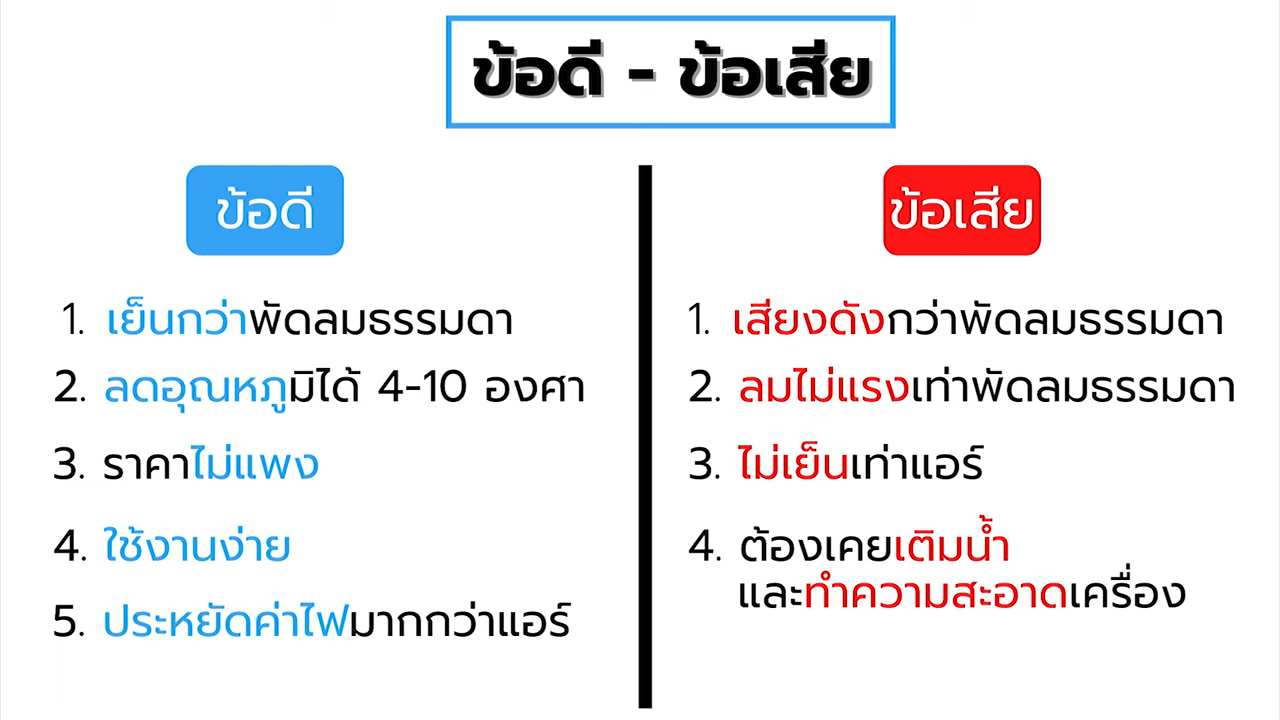 ข้อดี - ข้อเสีย
ข้อดี
1. เย็นกว่าพัดลมธรรมดา
2. ลดอุณหภูมิได้ 4-10 องศา
3. ราคาไม่แพง
4. ใช้งานง่าย
5. ประหยัดค่าไฟมากกว่าแอร์
ข้อเสีย
1. เสียงดังกว่าพัดลมธรรมดา
2. ลมไม่แรงเท่าพัดลมธรรมดา
3. ไม่เย็นเท่าแอร์
4. ต้องเคยเติมน้ำ
และทำความสะอาดเครื่อง